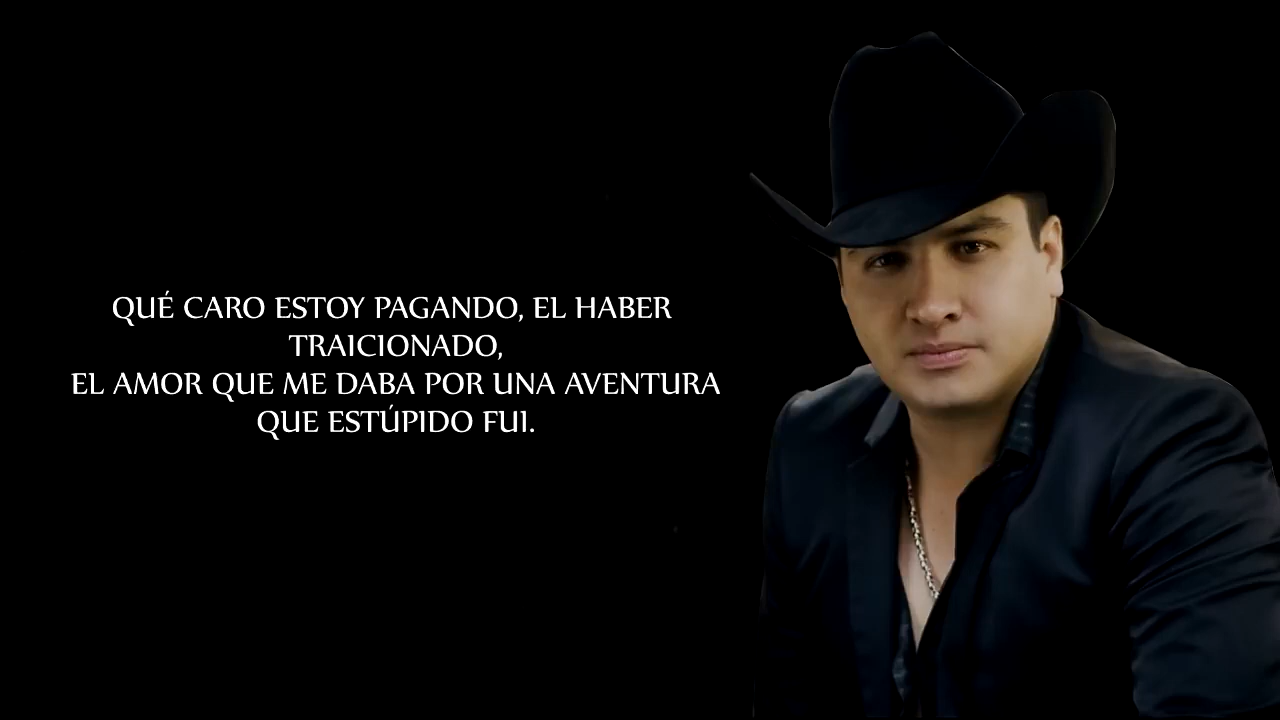 QUÉ CARO ESTOY PAGANDO, EL HABER
TRAICIONADO,
EL AMOR QUE ME DABA POR UNA AVENTURA
QUE ESTÚPIDO FUI.